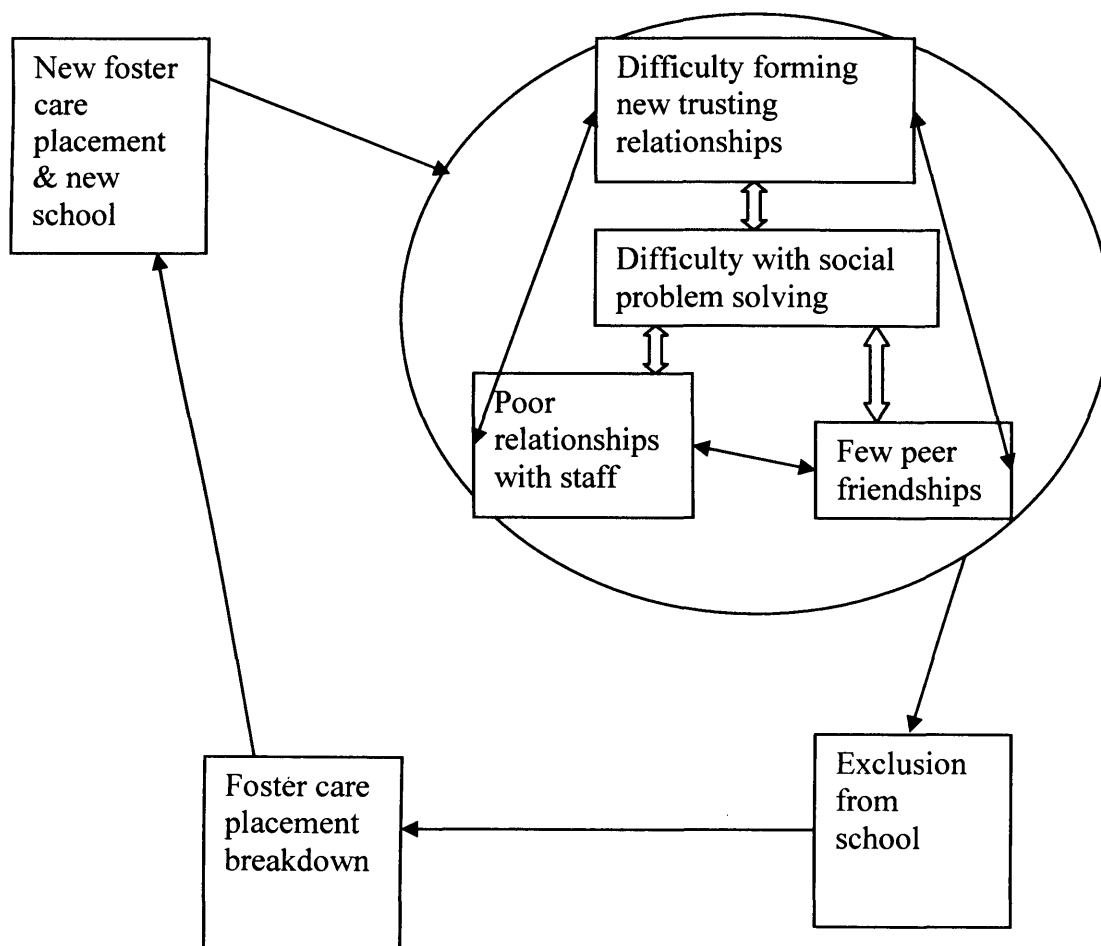 New foster
care
placement
& new
school
Difficulty forming
new trusting
relationships
Difficulty with social
problem solving
Poor
relationships
with staff
Few peer
friendships
Exclusion
from
school
Foster care
placement
breakdown